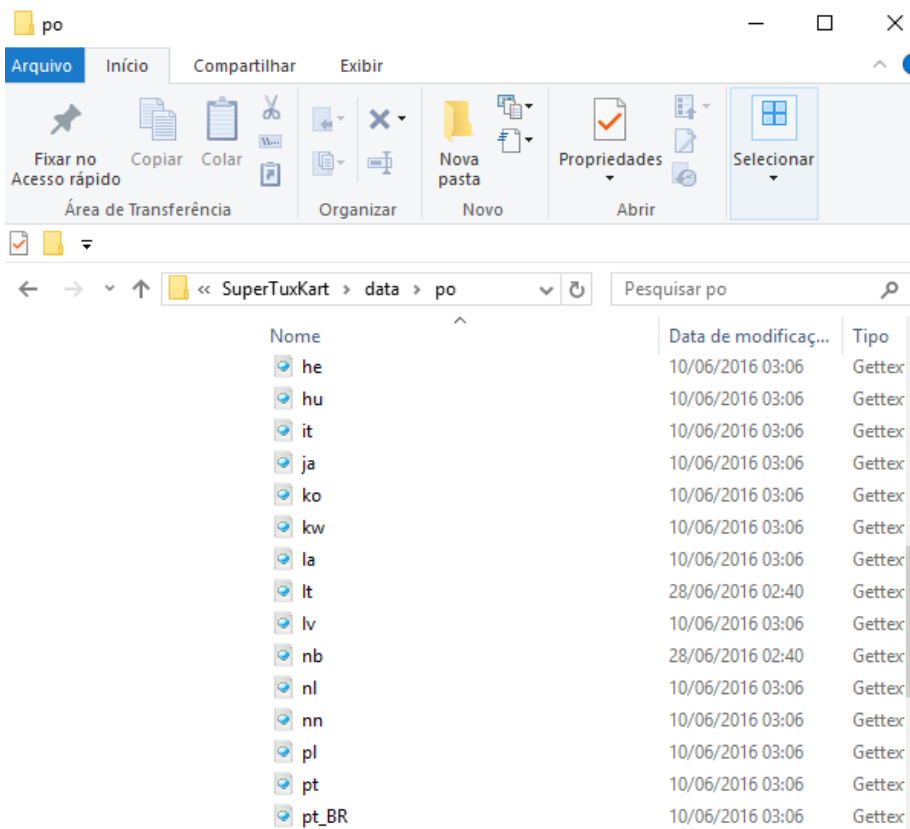 po
Arquivo Início Compartilhar Exibir
Fixar no Acesso rápido
Copiar
Colar
Nova pasta
Propriedades
Selecionar
Área de Transferência Organizar Novo Abrir
« SuperTuxKart › data › po Pesquisar po
Nome Data de modificaç... Tipo
he 10/06/2016 03:06 Gettex
hu 10/06/2016 03:06 Gettex
it 10/06/2016 03:06 Gettex
ja 10/06/2016 03:06 Gettex
ko 10/06/2016 03:06 Gettex
kw 10/06/2016 03:06 Gettex
la 10/06/2016 03:06 Gettex
lt 28/06/2016 02:40 Gettex
lv 10/06/2016 03:06 Gettex
nb 28/06/2016 02:40 Gettex
nl 10/06/2016 03:06 Gettex
nn 10/06/2016 03:06 Gettex
pl 10/06/2016 03:06 Gettex
pt 10/06/2016 03:06 Gettex
pt_BR 10/06/2016 03:06 Gettex